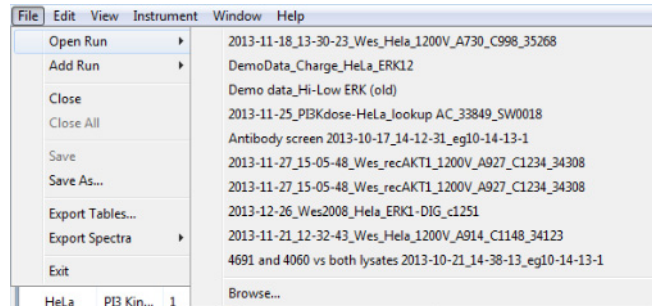 File Edit View Instrument Window Help
Open Run
Add Run
Close
Close All
Save
Save As...
Export Tables...
Export Spectra
Exit
2013-11-18_13-30-23_Wes_Hela_1200V_A730_C998_35268
DemoData_Charge_HeLa_ERK12
Demo data_Hi-Low ERK (old)
2013-11-25_PI3Kdose-HeLa_lookup AC_33849_SW0018
Antibody screen 2013-10-17_14-12-31_eg10-14-13-1
2013-11-27_15-05-48_Wes_recAKT1_1200V_A927_C1234_34308
2013-11-27_15-05-48_Wes_recAKT1_1200V_A927_C1234_34308
2013-12-26_Wes2008_Hela_ERK1-DIG_c1251
2013-11-21_12-32-43_Wes_Hela_1200V_A914_C1148_34123
4691 and 4060 vs both lysates 2013-10-21_14-38-13_eg10-14-13-1
Browse...
HeLa PI3 Kin... 1